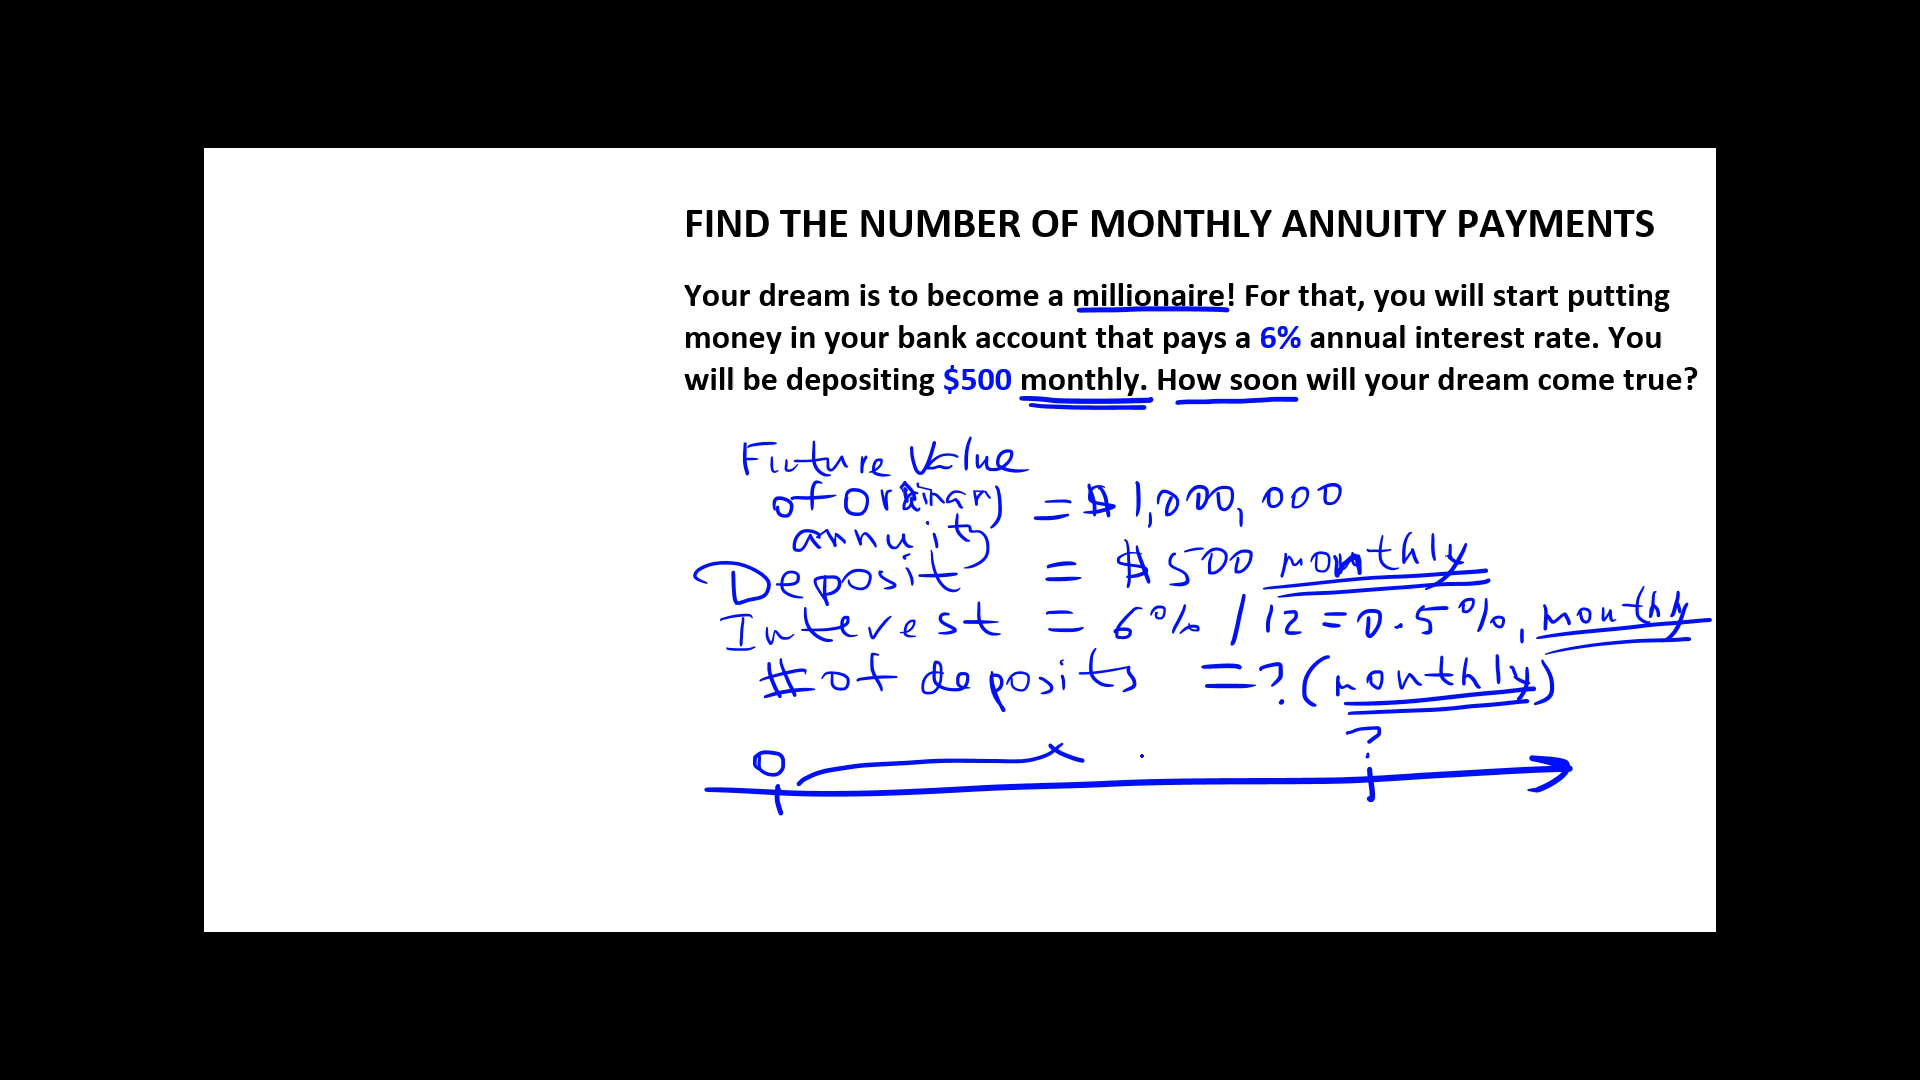 FIND THE NUMBER OF MONTHLY ANNUITY PAYMENTS
Your dream is to become a millionaire! For that, you will start putting
money in your bank account that pays a 6% annual interest rate. You
will be depositing $500 monthly. How soon will your dream come true?
Future Value
of Ordinary = $1,000,000
annuity
Deposit = $500 monthly
Interest = 6% / 12 = 0.5%, monthly
# of deposits = ? (monthly)
0 ?